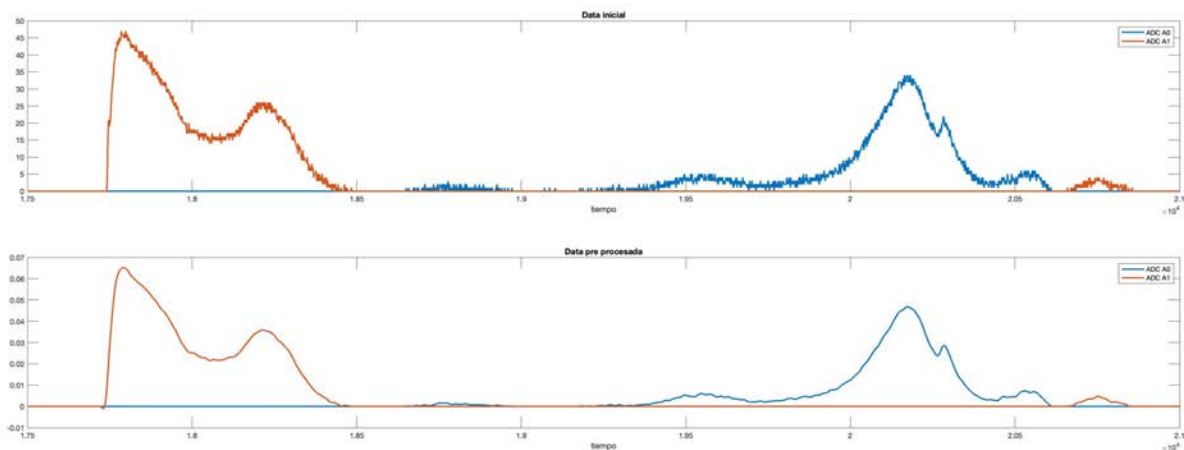 Data inicial
50
45
40
35
30
25
20
15
10
5
0
ADC A0
ADC A1
1.75 1.8 1.85 1.9 1.95 2 2.05 2.1
tiempo
×10⁴
Data pre procesada
0.07
0.06
0.05
0.04
0.03
0.02
0.01
0
-0.01
ADC A0
ADC A1
1.75 1.8 1.85 1.9 1.95 2 2.05 2.1
tiempo
×10⁴